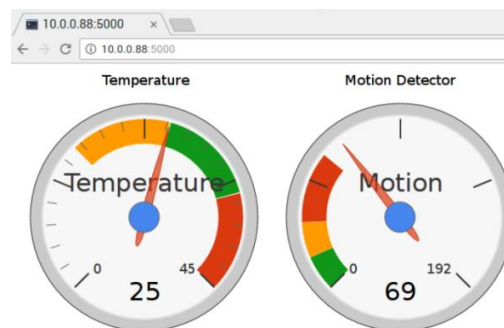 10.0.0.88:5000
10.0.0.88:5000
Temperature
Motion Detector
Temperature
Motion
0
45
0
192
25
69